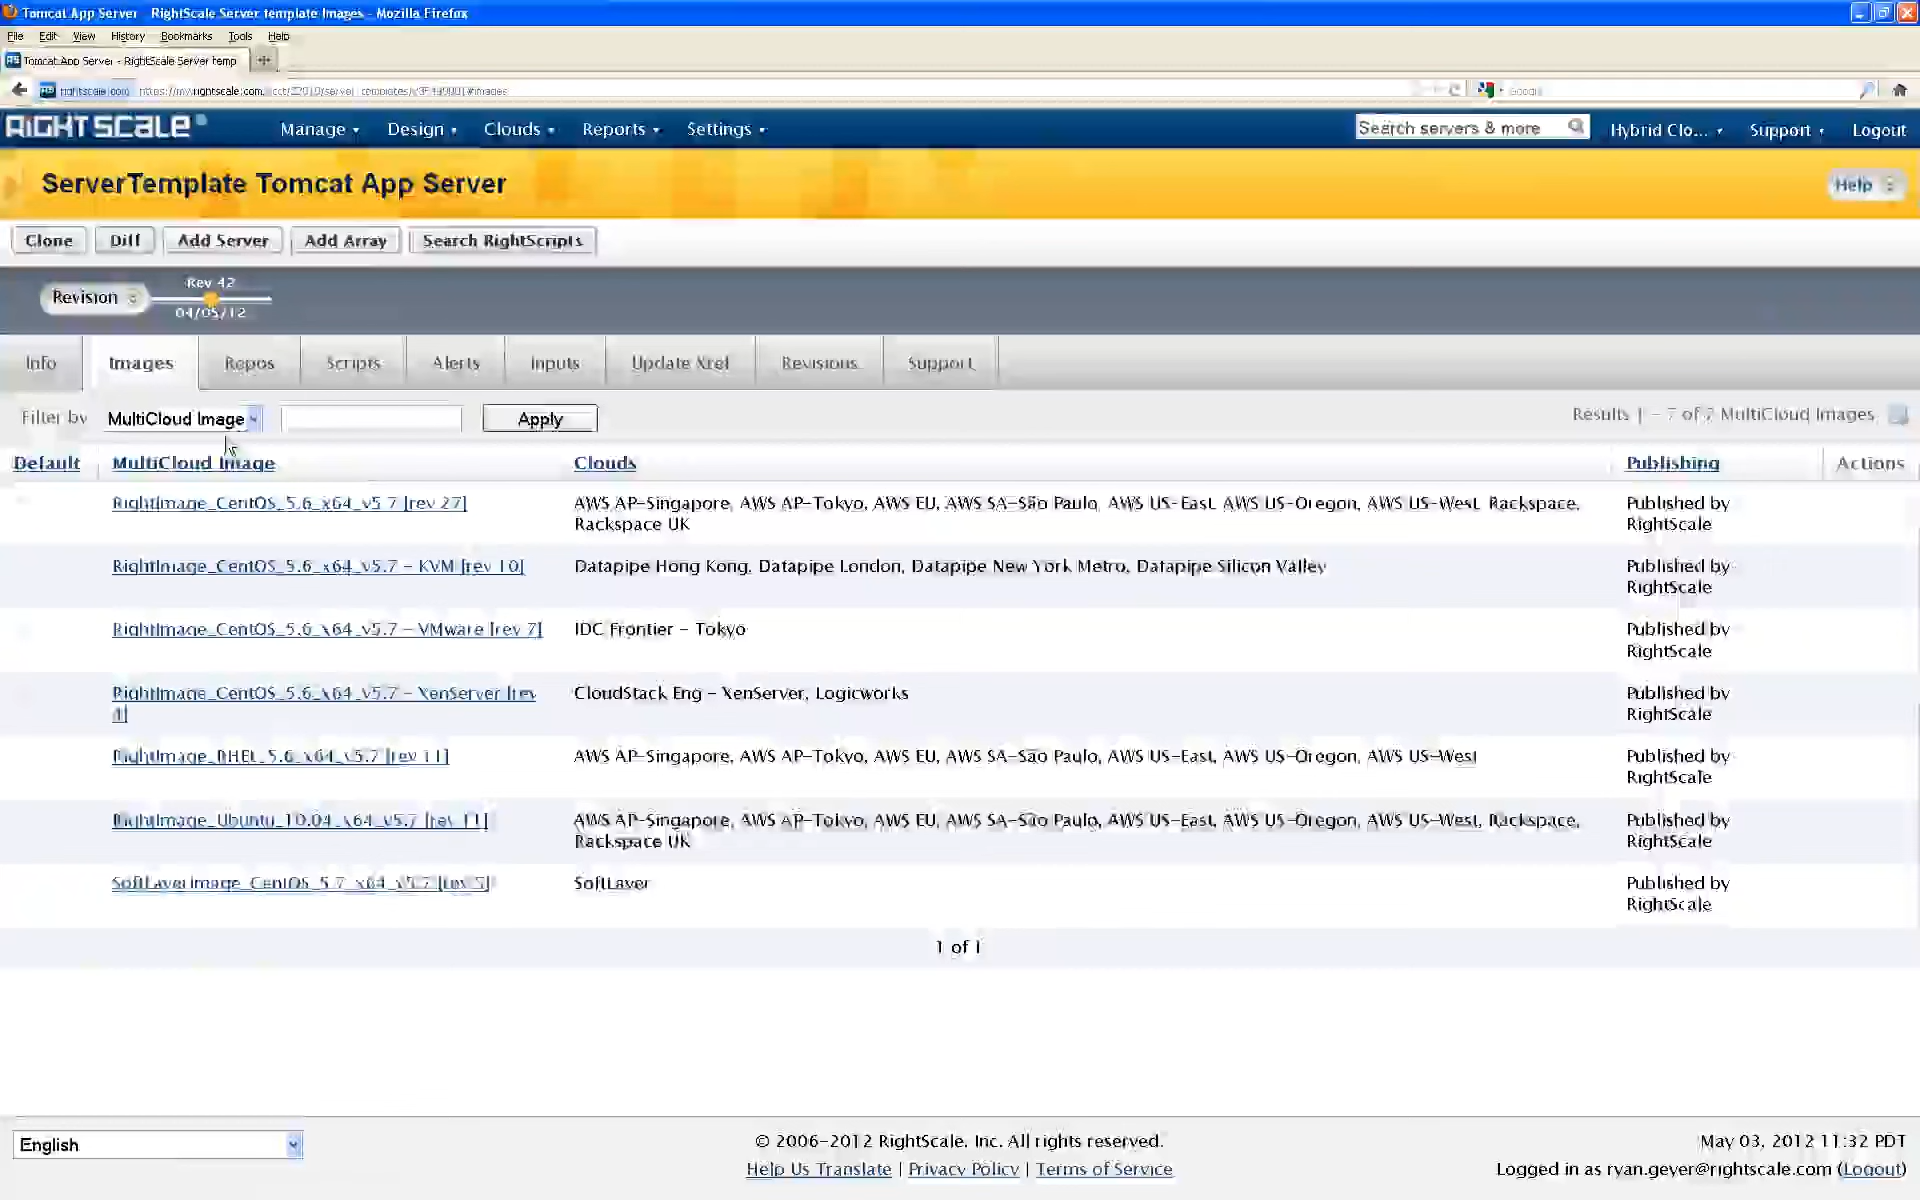 Tomcat App Server RightScale Server template Images - Mozilla Firefox
File Edit View History Bookmarks Tools Help
Tomcat App Server - RightScale Server temp
rightscale.com
Google
RIGHTSCALE
Manage Design Clouds Reports Settings Search servers & more Hybrid Clo... Support Logout
ServerTemplate Tomcat App Server
Help
Clone Diff Add Server Add Array Search RightScripts
Rev 42
Revision
04/05/12
Info Images Repos Scripts Alerts Inputs Update Xref Revisions Support
Filter by MultiCloud Image Apply Results 7 of 7 MultiCloud Images
Default MultiCloud Image Clouds Publishing Actions
RightImage_CentOS_5.6_x64_v5.7 [rev 27] AWS AP-Singapore, AWS AP-Tokyo, AWS EU, AWS SA-São Paulo, AWS US-East, AWS US-Oregon, AWS US-West, Rackspace, Published by
Rackspace UK RightScale
RightImage_CentOS_5.6_x64_v5.7 - KVM [rev 10] Datapipe Hong Kong, Datapipe London, Datapipe New York Metro, Datapipe Silicon Valley Published by
RightScale
RightImage_CentOS_5.6_x64_v5.7 - VMware [rev 7] IDC Frontier - Tokyo Published by
RightScale
RightImage_CentOS_5.6_x64_v5.7 - XenServer [rev CloudStack Eng - XenServer, Logicworks Published by
RightScale
RightImage_RHEL_5.6_x64_v5.7 [rev 11] AWS AP-Singapore, AWS AP-Tokyo, AWS EU, AWS SA-São Paulo, AWS US-East, AWS US-Oregon, AWS US-West Published by
RightScale
RightImage_Ubuntu_10.04_x64_v5.7 [rev 11] AWS AP-Singapore, AWS AP-Tokyo, AWS EU, AWS SA-São Paulo, AWS US-East, AWS US-Oregon, AWS US-West, Rackspace, Published by
Rackspace UK RightScale
SoftLayerImage_CentOS_5.7_x64_v5.7 [rev 5] SoftLayer Published by
RightScale
1 of 1
English © 2006-2012 RightScale, Inc. All rights reserved. May 03, 2012 11:32 PDT
Help Us Translate | Privacy Policy | Terms of Service Logged in as ryan.geyer@rightscale.com (Logout)